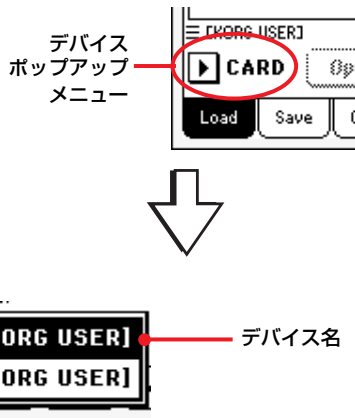 デバイス
ポップアップ
メニュー
[KORG USER]
CARD
Load
Save
ORG USER]
デバイス名
ORG USER]